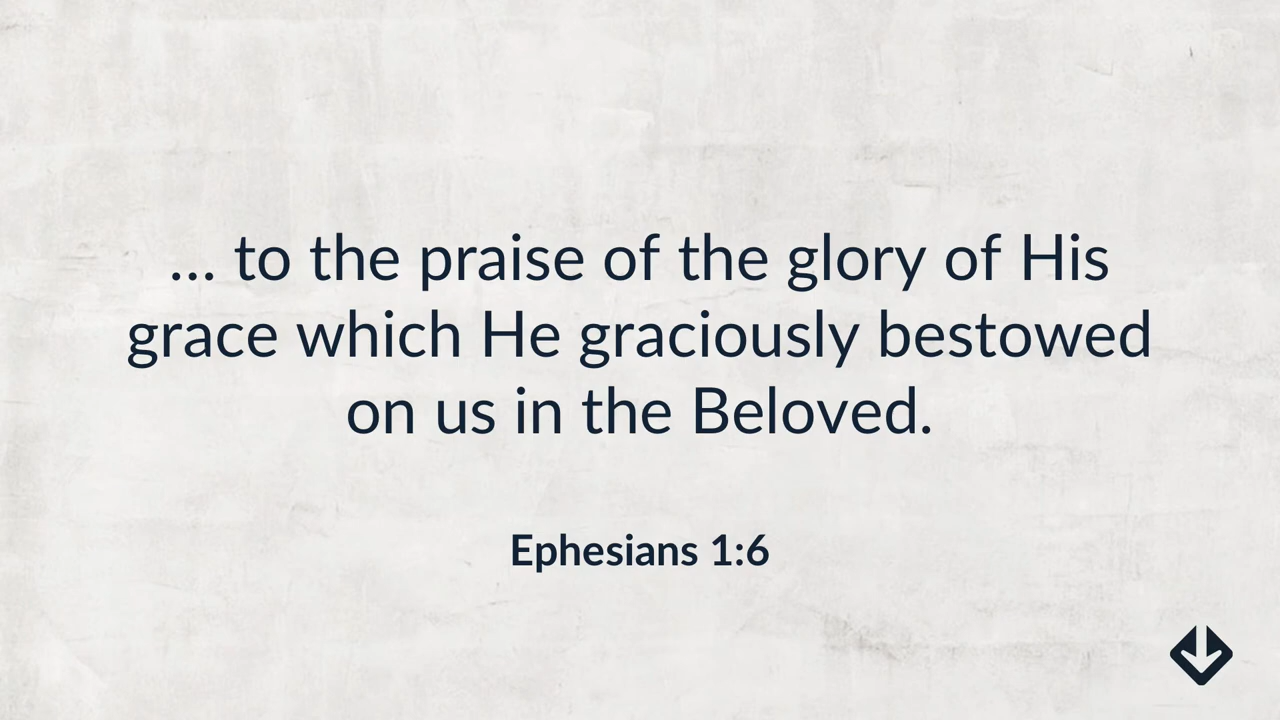 ... to the praise of the glory of His
grace which He graciously bestowed
on us in the Beloved.
Ephesians 1:6